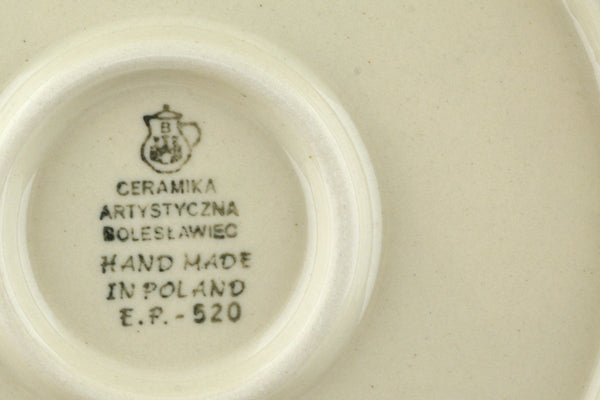 B
CERAMIKA
ARTYSTYCZNA
BOLESŁAWIEC
HAND MADE
IN POLAND
E.P. - 520